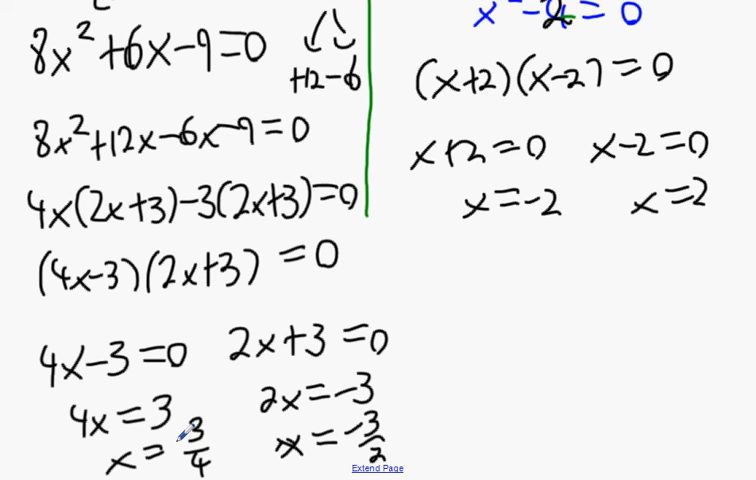 8x² + 6x - 9 = 0
+12 - 6
8x² + 12x - 6x - 9 = 0
4x(2x+3) - 3(2x+3) = 0
(4x-3)(2x+3) = 0
4x - 3 = 0 2x + 3 = 0
4x = 3 2x = -3
x = 3/4 x = -3/2
Extend Page
= 0
(x+2)(x-2) = 0
x + 2 = 0 x - 2 = 0
x = -2 x = 2